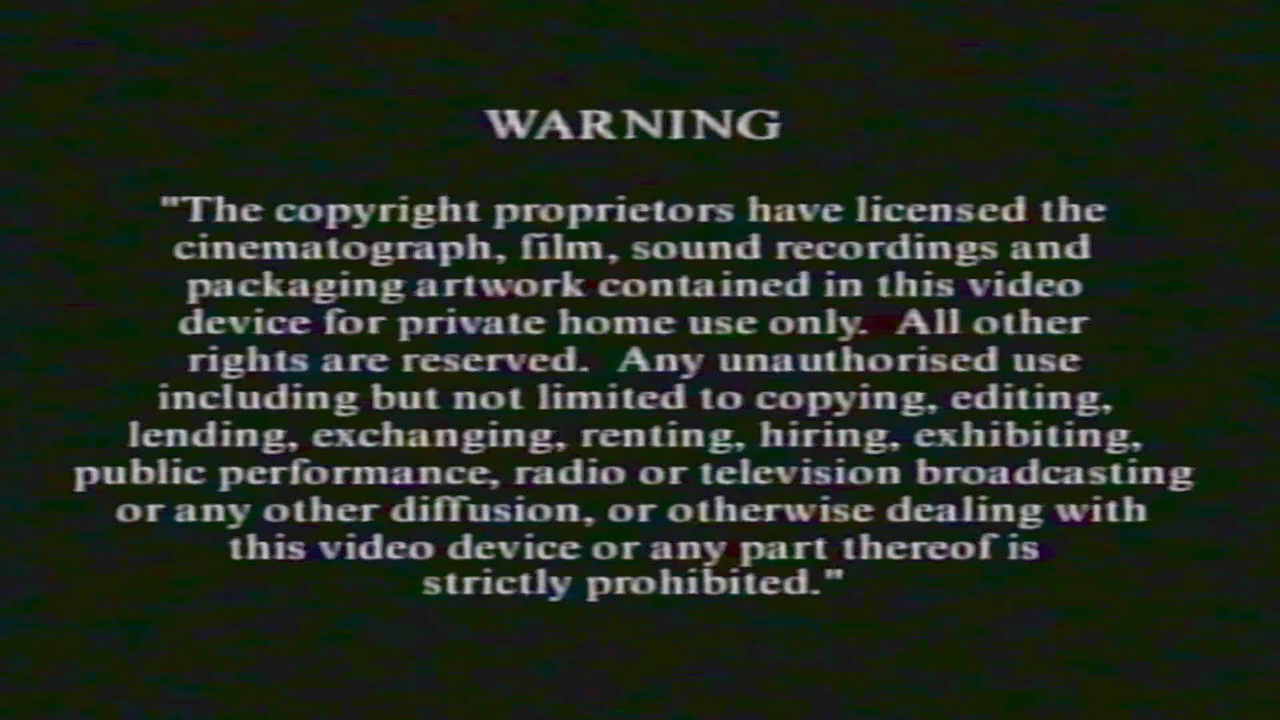 WARNING
"The copyright proprietors have licensed the
cinematograph, film, sound recordings and
packaging artwork contained in this video
device for private home use only.  All other
rights are reserved.  Any unauthorised use
including but not limited to copying, editing,
lending, exchanging, renting, hiring, exhibiting,
public performance, radio or television broadcasting
or any other diffusion, or otherwise dealing with
this video device or any part thereof is
strictly prohibited."